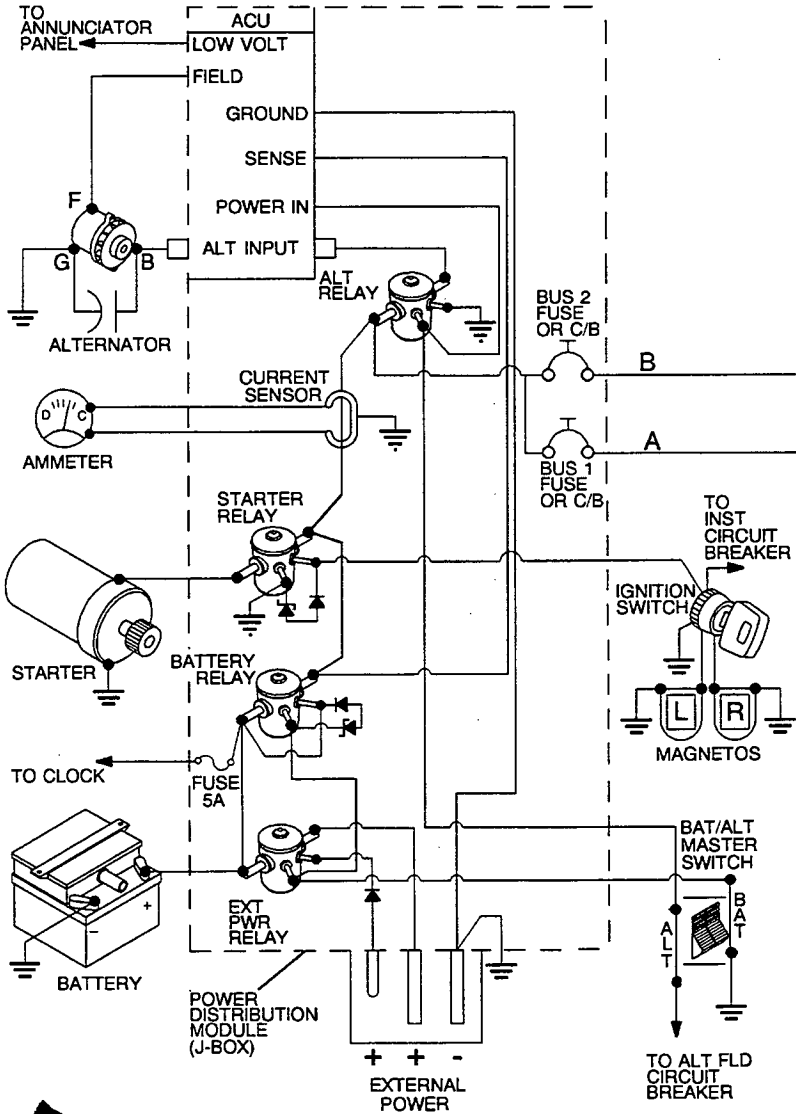 TO
ANNUNCIATOR
PANEL
ACU
LOW VOLT
FIELD
GROUND
SENSE
POWER IN
ALT INPUT
F
G
B
ALTERNATOR
ALT
RELAY
BUS 2
FUSE
OR C/B
B
CURRENT
SENSOR
D
C
AMMETER
A
BUS 1
FUSE
OR C/B
STARTER
RELAY
TO
INST
CIRCUIT
BREAKER
IGNITION
SWITCH
STARTER
BATTERY
RELAY
L
R
MAGNETOS
TO CLOCK
FUSE
5A
BAT/ALT
MASTER
SWITCH
ALT
BAT
EXT
PWR
RELAY
-
+
BATTERY
POWER
DISTRIBUTION
MODULE
(J-BOX)
+ + -
EXTERNAL
POWER
TO ALT FLD
CIRCUIT
BREAKER